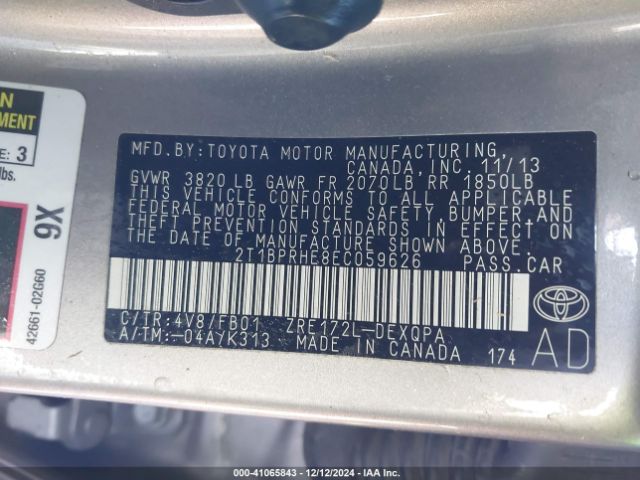 N
MENT
E: 3
lbs.
9X
42661-02G60
MFD. BY: TOYOTA MOTOR MANUFACTURING
CANADA, INC. 11/13
GVWR 3820 LB GAWR FR 2070LB RR 1850LB
THIS VEHICLE CONFORMS TO ALL APPLICABLE
FEDERAL MOTOR VEHICLE SAFETY, BUMPER, AND
THEFT PREVENTION STANDARDS IN EFFECT ON
THE DATE OF MANUFACTURE SHOWN ABOVE.
2T1BPRHE8EC059626 PASS. CAR
C/TR: 4V8/FB01 ZRE172L-DEXQPA
A/TM: -04A/K313 MADE IN CANADA 174
AD
000-41065843 - 12/12/2024 - IAA Inc.